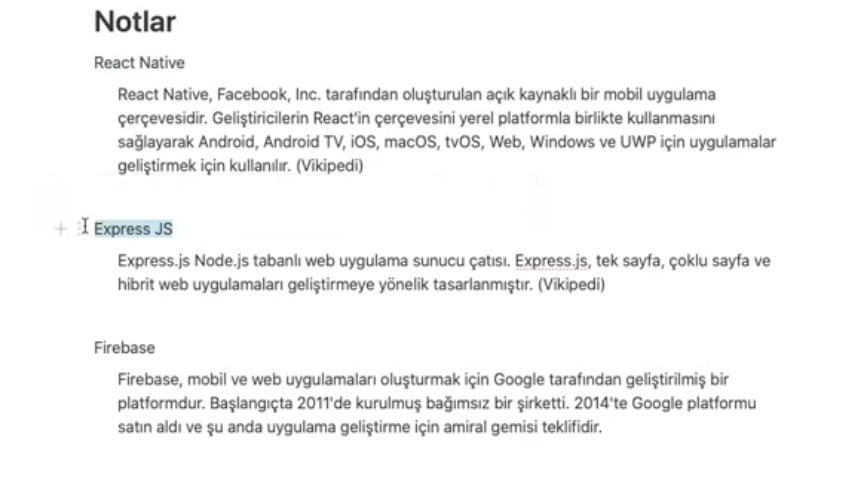 Notlar
React Native
React Native, Facebook, Inc. tarafından oluşturulan açık kaynaklı bir mobil uygulama
çerçevesidir. Geliştiricilerin React'in çerçevesini yerel platformla birlikte kullanmasını
sağlayarak Android, Android TV, iOS, macOS, tvOS, Web, Windows ve UWP için uygulamalar
geliştirmek için kullanılır. (Vikipedi)
Express JS
Express.js Node.js tabanlı web uygulama sunucu çatısı. Express.js, tek sayfa, çoklu sayfa ve
hibrit web uygulamaları geliştirmeye yönelik tasarlanmıştır. (Vikipedi)
Firebase
Firebase, mobil ve web uygulamaları oluşturmak için Google tarafından geliştirilmiş bir
platformdur. Başlangıçta 2011'de kurulmuş bağımsız bir şirketti. 2014'te Google platformu
satın aldı ve şu anda uygulama geliştirme için amiral gemisi teklifidir.